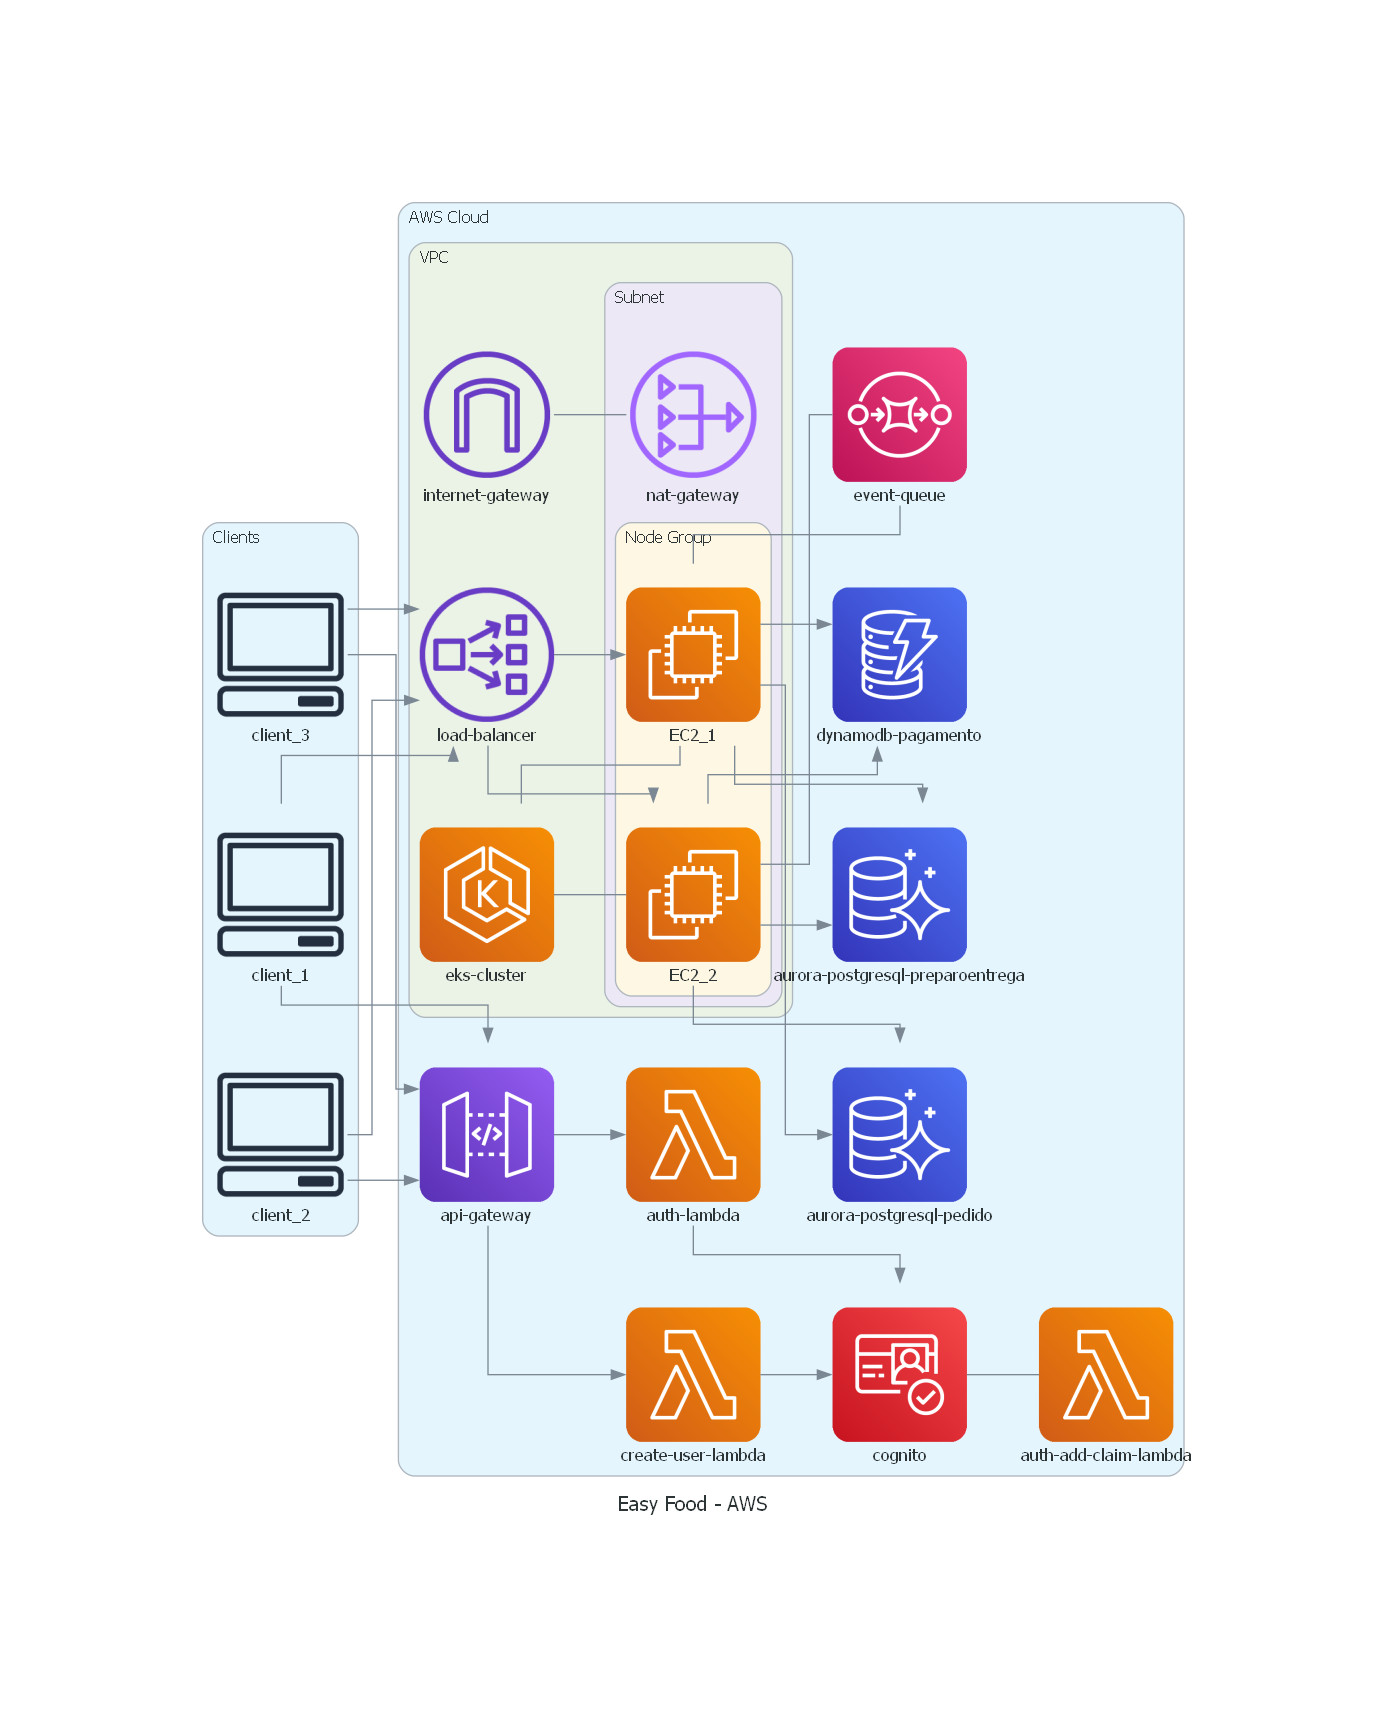 AWS Cloud
VPC
Subnet
internet-gateway
nat-gateway
event-queue
Clients
Node Group
client_3
load-balancer
EC2_1
dynamodb-pagamento
client_1
eks-cluster
EC2_2
aurora-postgresql-preparoentrega
client_2
api-gateway
auth-lambda
aurora-postgresql-pedido
create-user-lambda
cognito
auth-add-claim-lambda
Easy Food - AWS